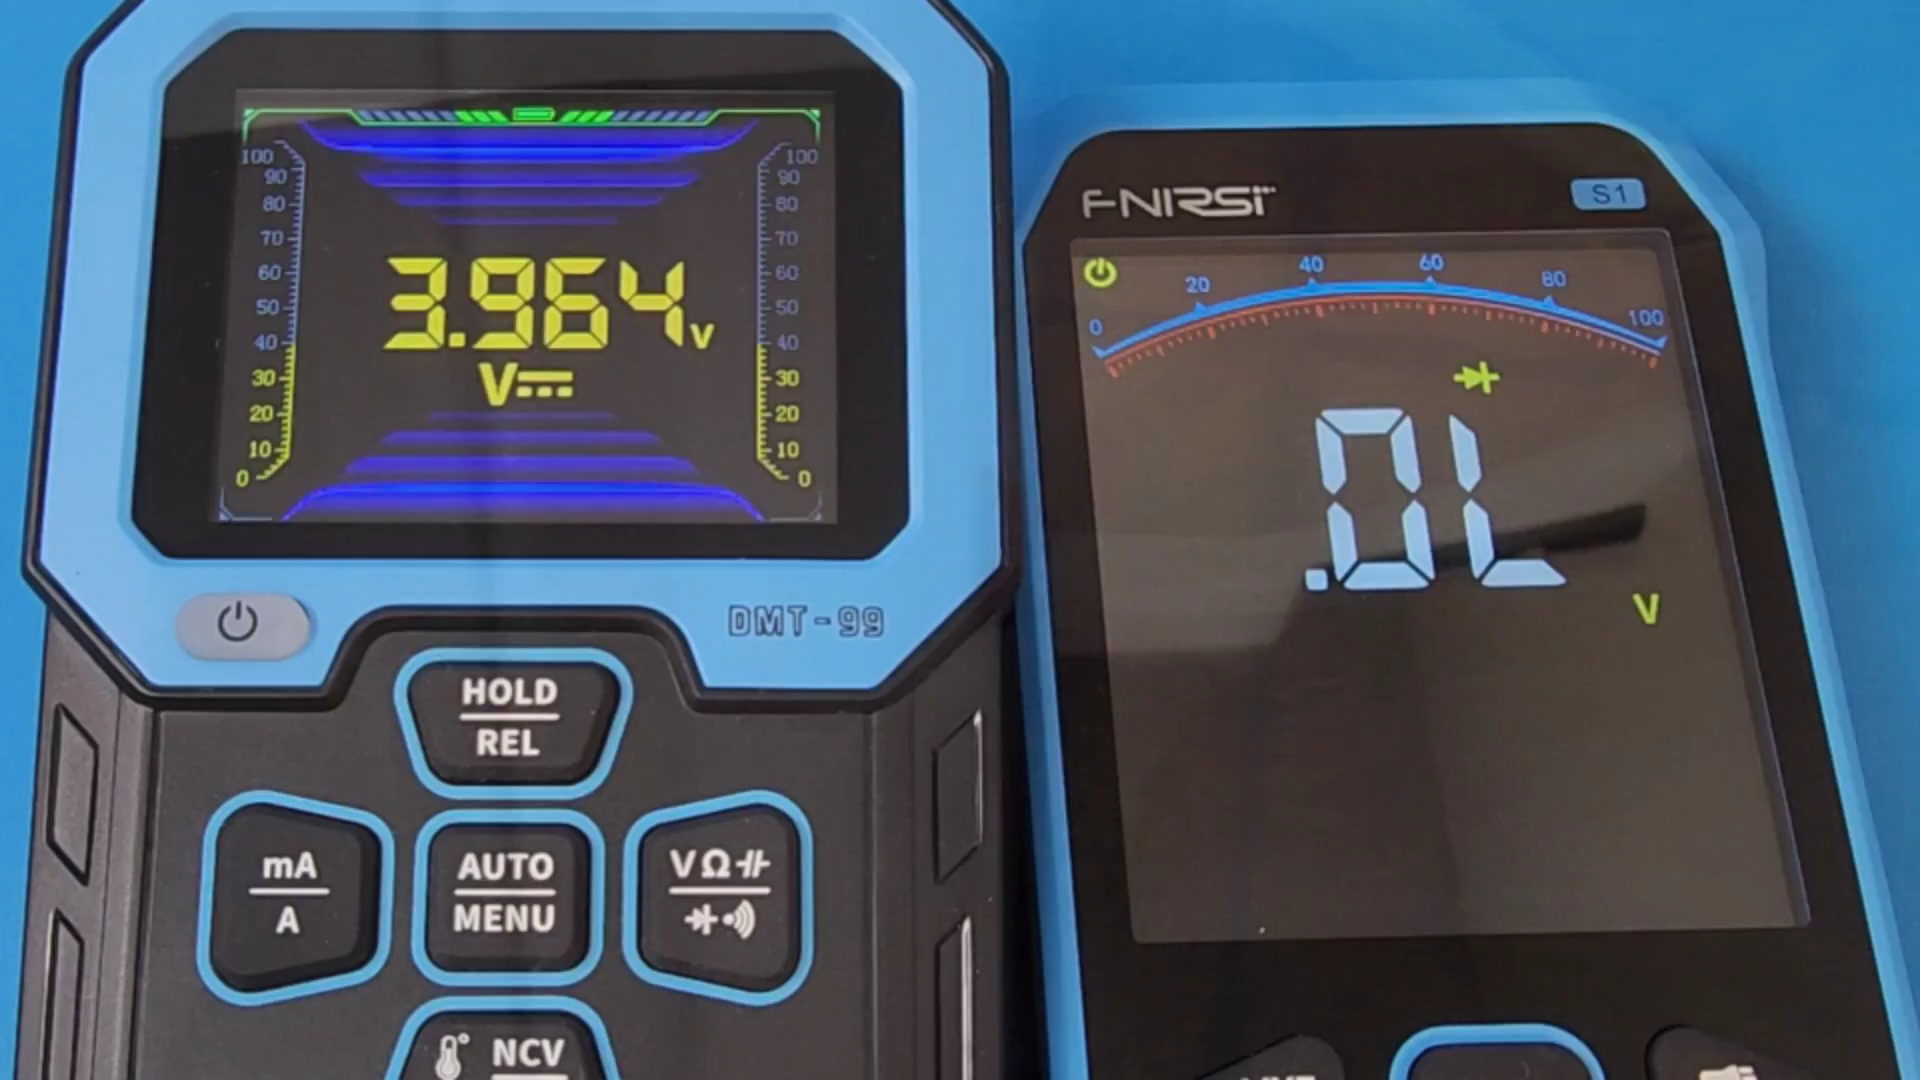 100 100
90 90
80 80
70 70
60 60
50 50
40 40
30 30
20 20
10 10
0 0
3.964 V
V
DMT-99
HOLD
REL
mA
A
AUTO
MENU
VΩ
NCV
FNIRSI
S1
0 20 40 60 80 100
.0L
V